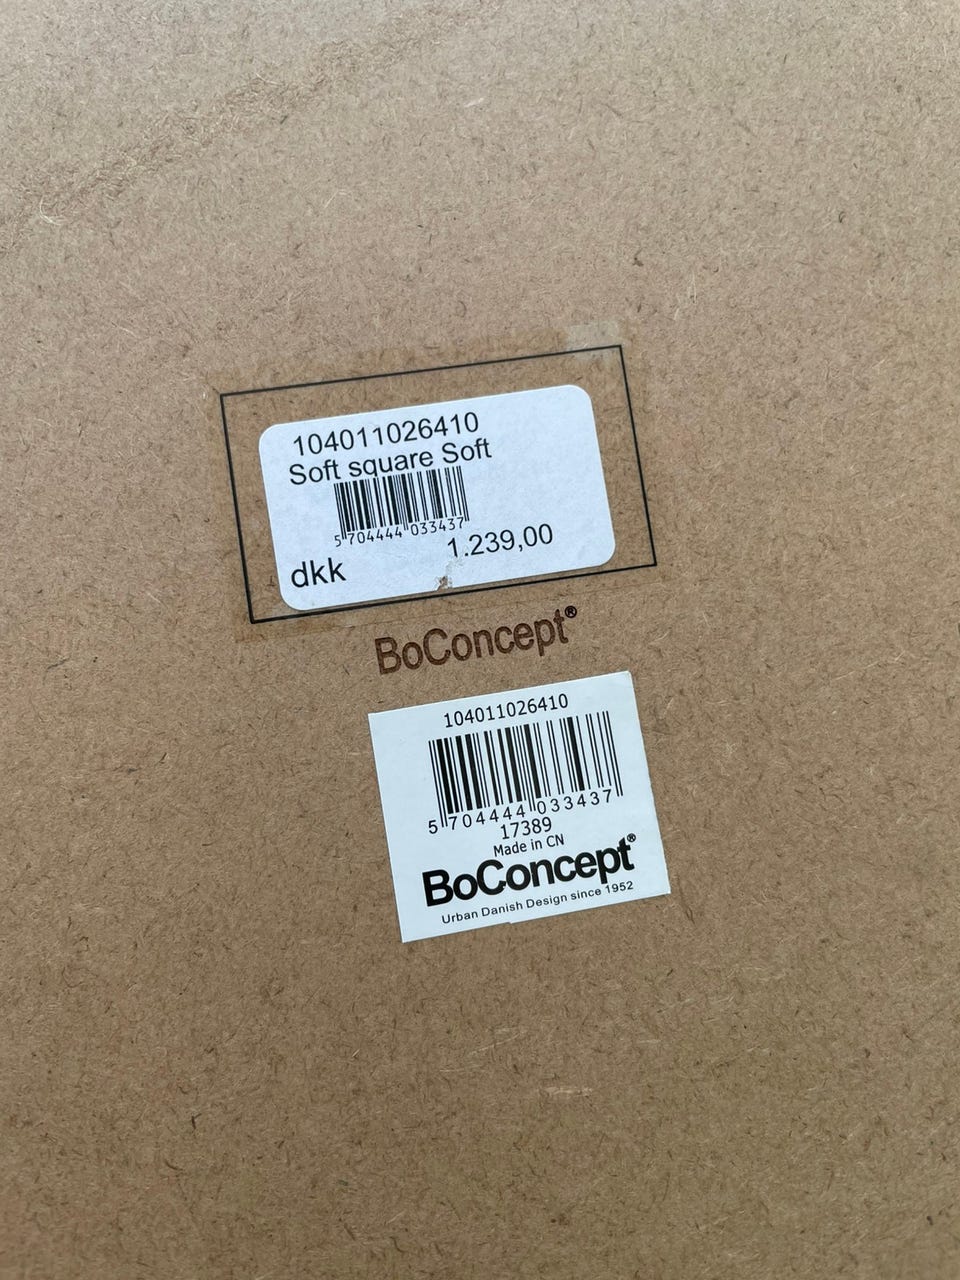 104011026410
Soft square Soft
5 704444 033437
dkk 1.239,00
BoConcept®
104011026410
5 704444 033437
17389
Made in CN
BoConcept®
Urban Danish Design since 1952